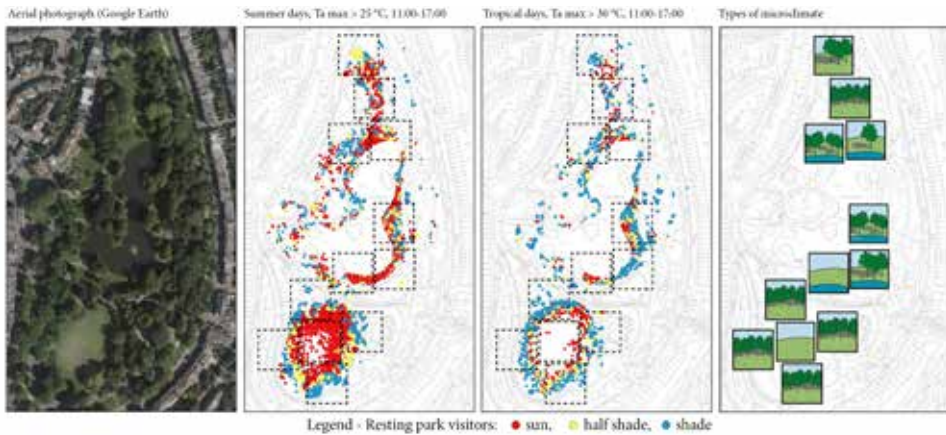 Aerial photograph (Google Earth)
Summer days, Ta max > 25 °C, 11:00-17:00
Tropical days, Ta max > 30 °C, 11:00-17:00
Types of microclimate
Legend - Resting park visitors: sun, half shade, shade